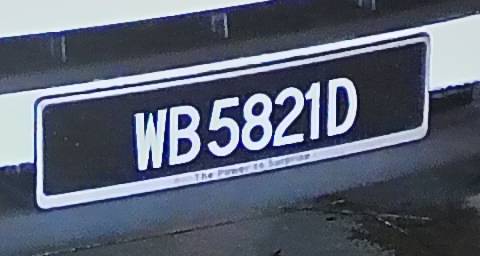 WB5821D
The Power to Surprise